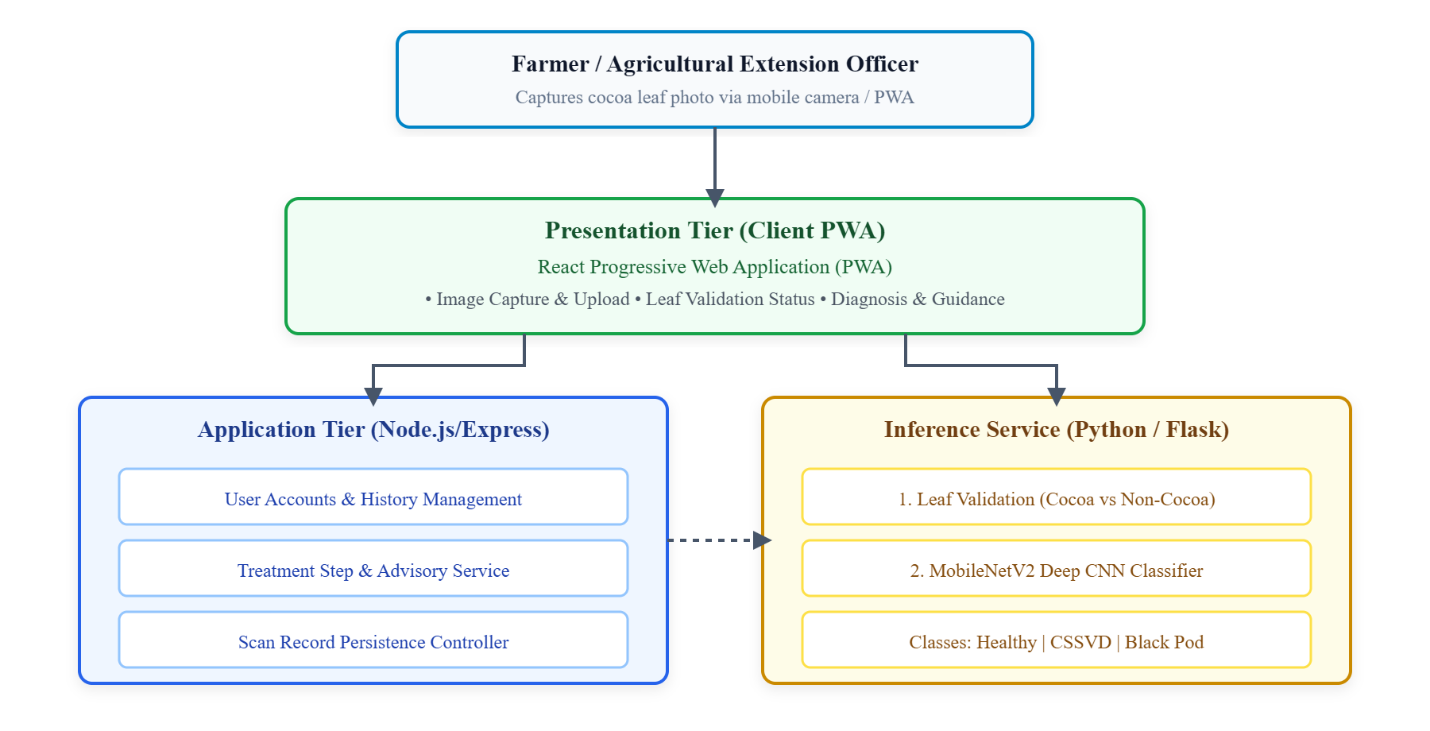 Farmer / Agricultural Extension Officer
Captures cocoa leaf photo via mobile camera / PWA
Presentation Tier (Client PWA)
React Progressive Web Application (PWA)
• Image Capture & Upload • Leaf Validation Status • Diagnosis & Guidance
Application Tier (Node.js/Express)
User Accounts & History Management
Treatment Step & Advisory Service
Scan Record Persistence Controller
Inference Service (Python / Flask)
1. Leaf Validation (Cocoa vs Non-Cocoa)
2. MobileNetV2 Deep CNN Classifier
Classes: Healthy | CSSVD | Black Pod